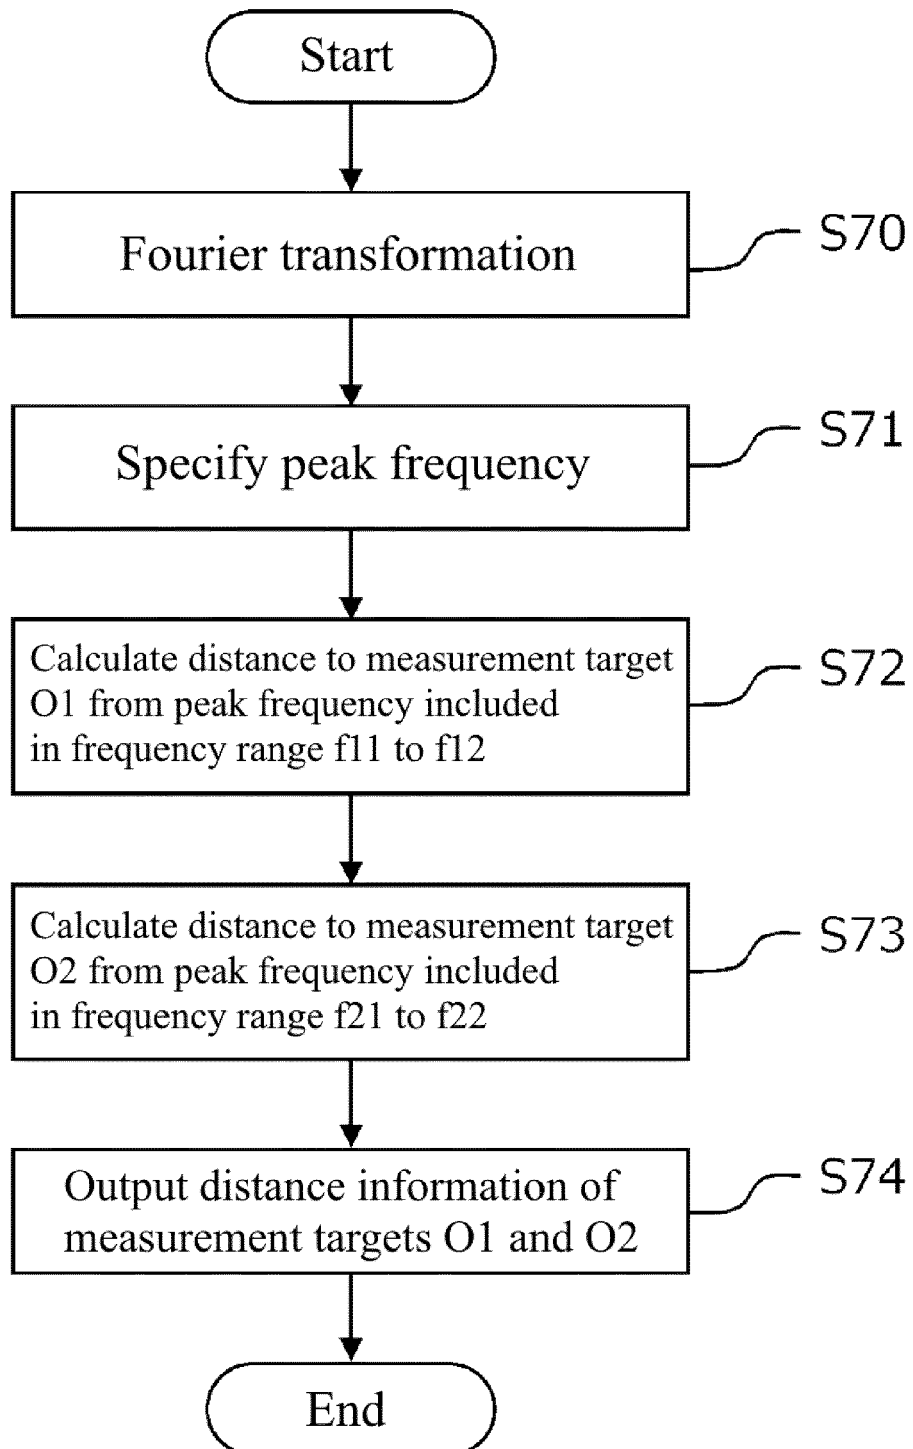 Start
Fourier transformation
S70
Specify peak frequency
S71
Calculate distance to measurement target
O1 from peak frequency included
in frequency range f11 to f12
S72
Calculate distance to measurement target
O2 from peak frequency included
in frequency range f21 to f22
S73
Output distance information of
measurement targets O1 and O2
S74
End